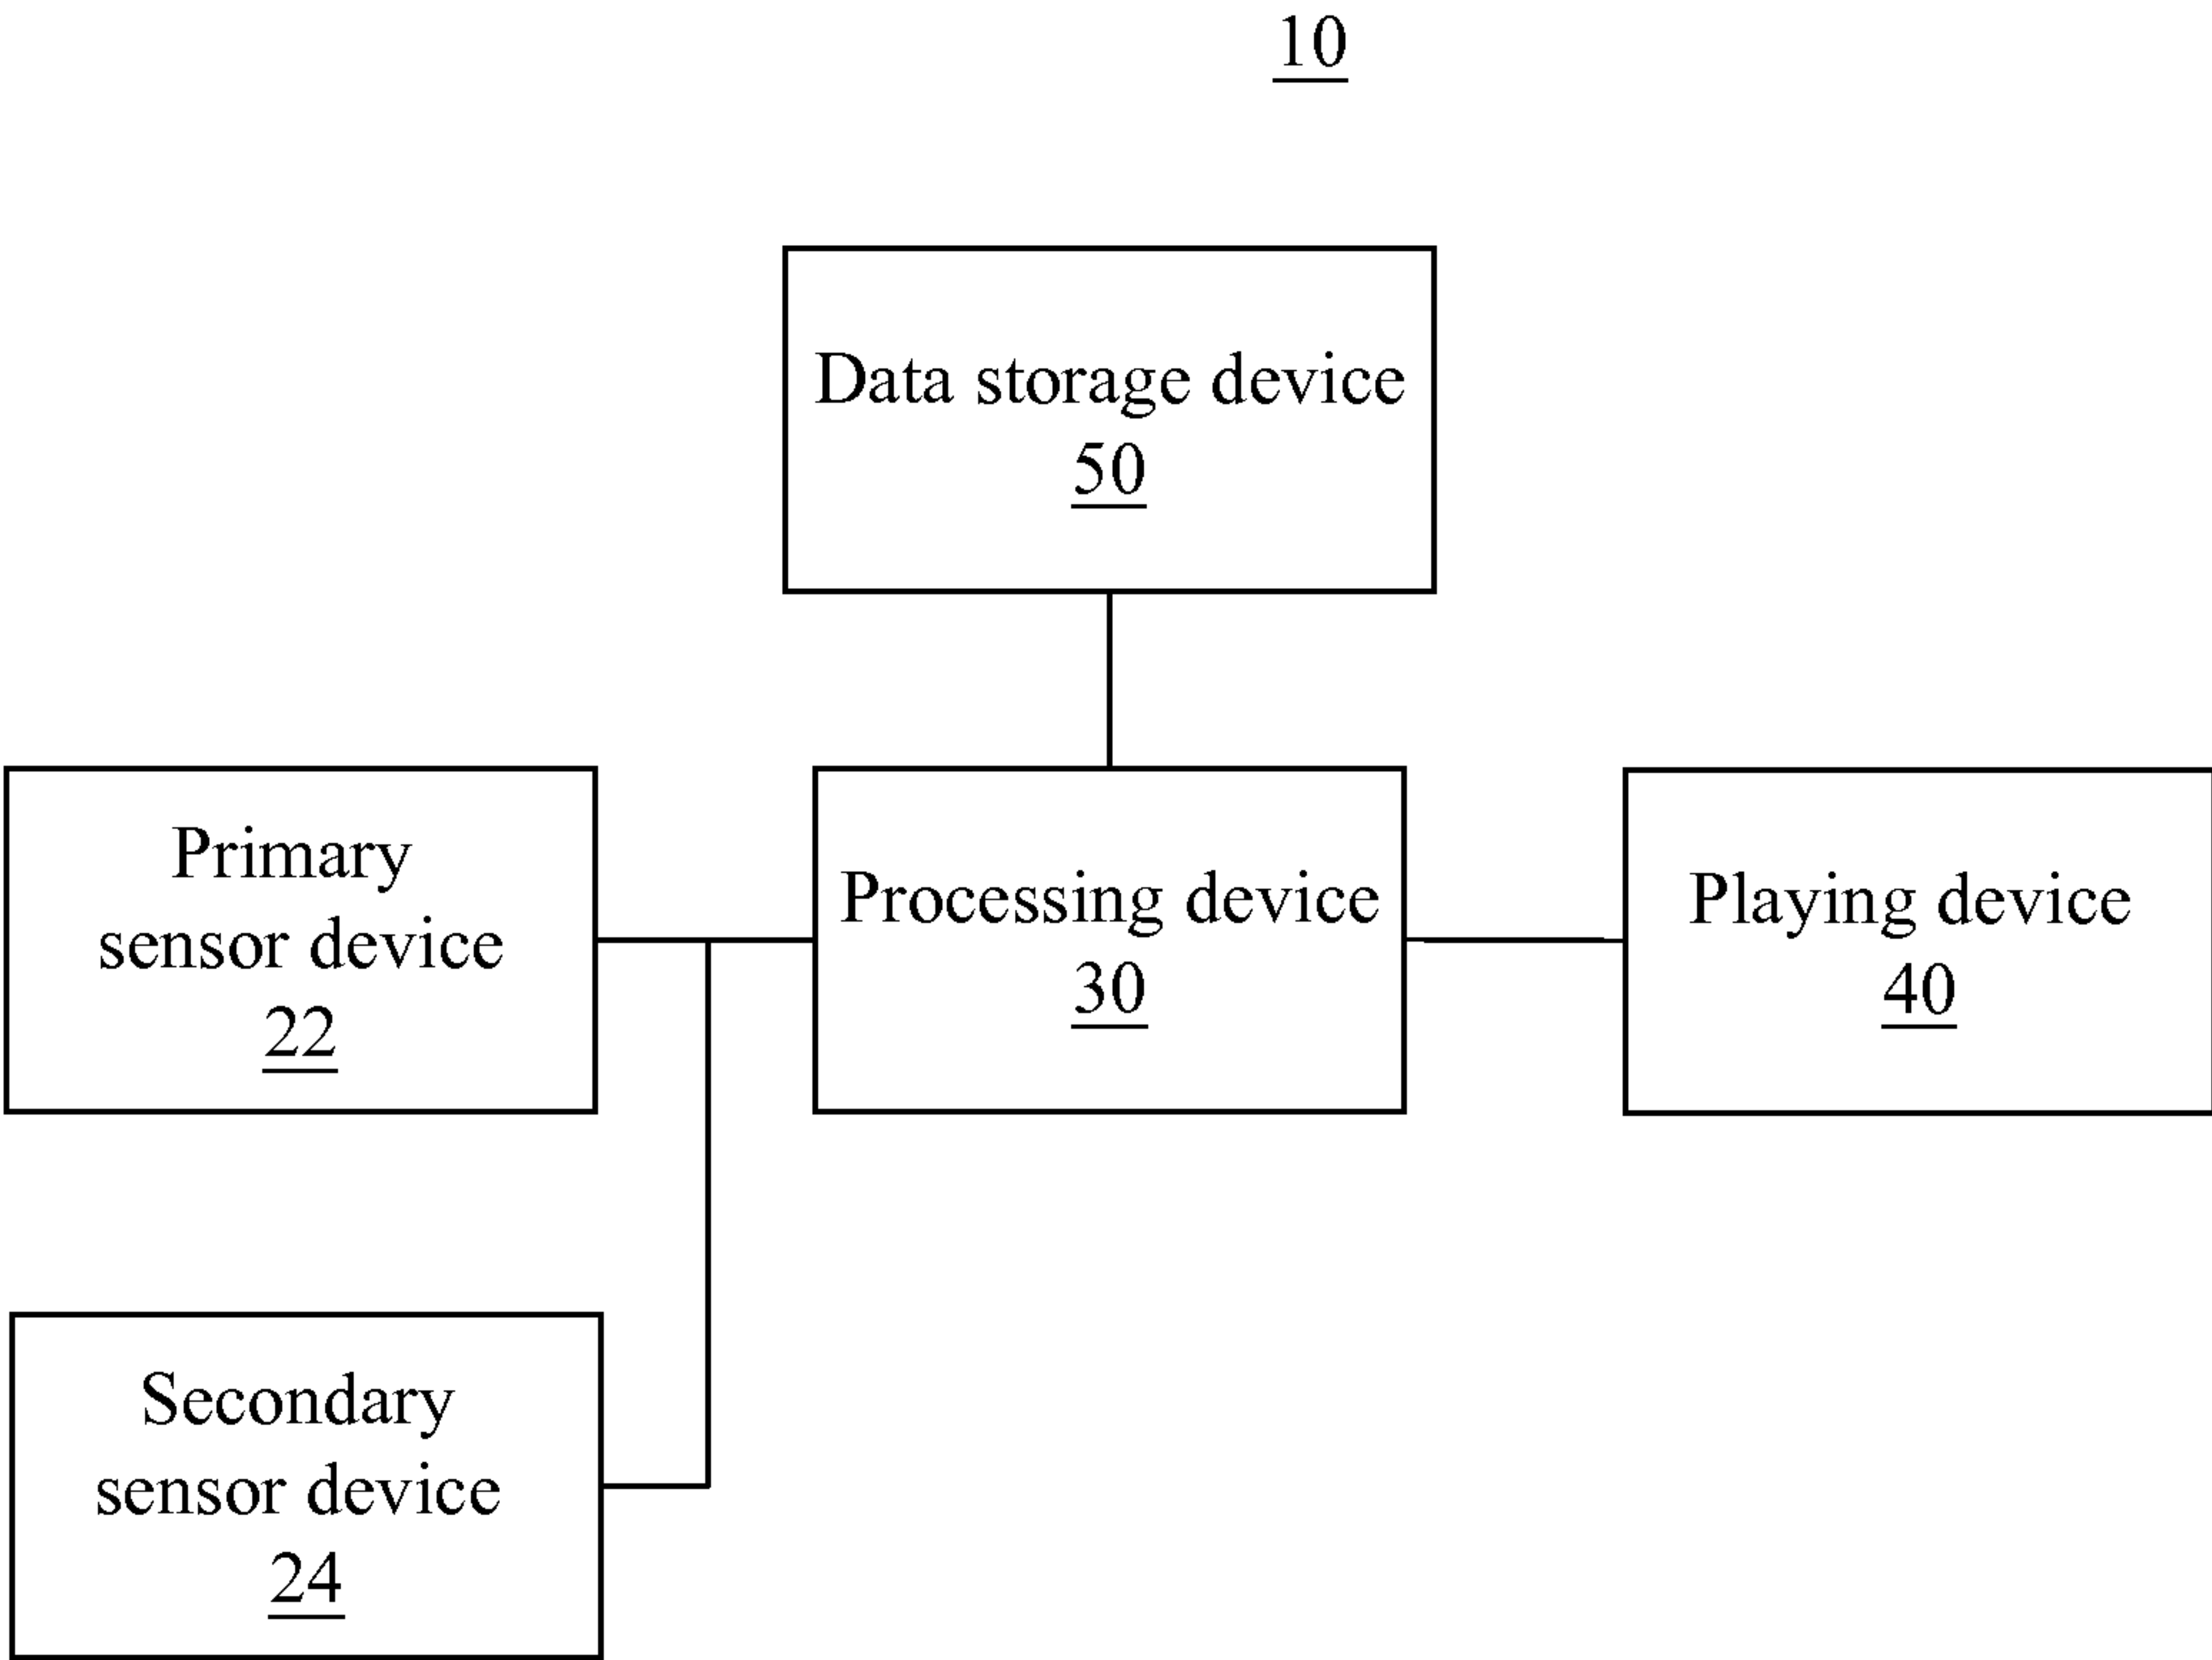 10
Data storage device
50
Primary
sensor device
22
Processing device
30
Playing device
40
Secondary
sensor device
24